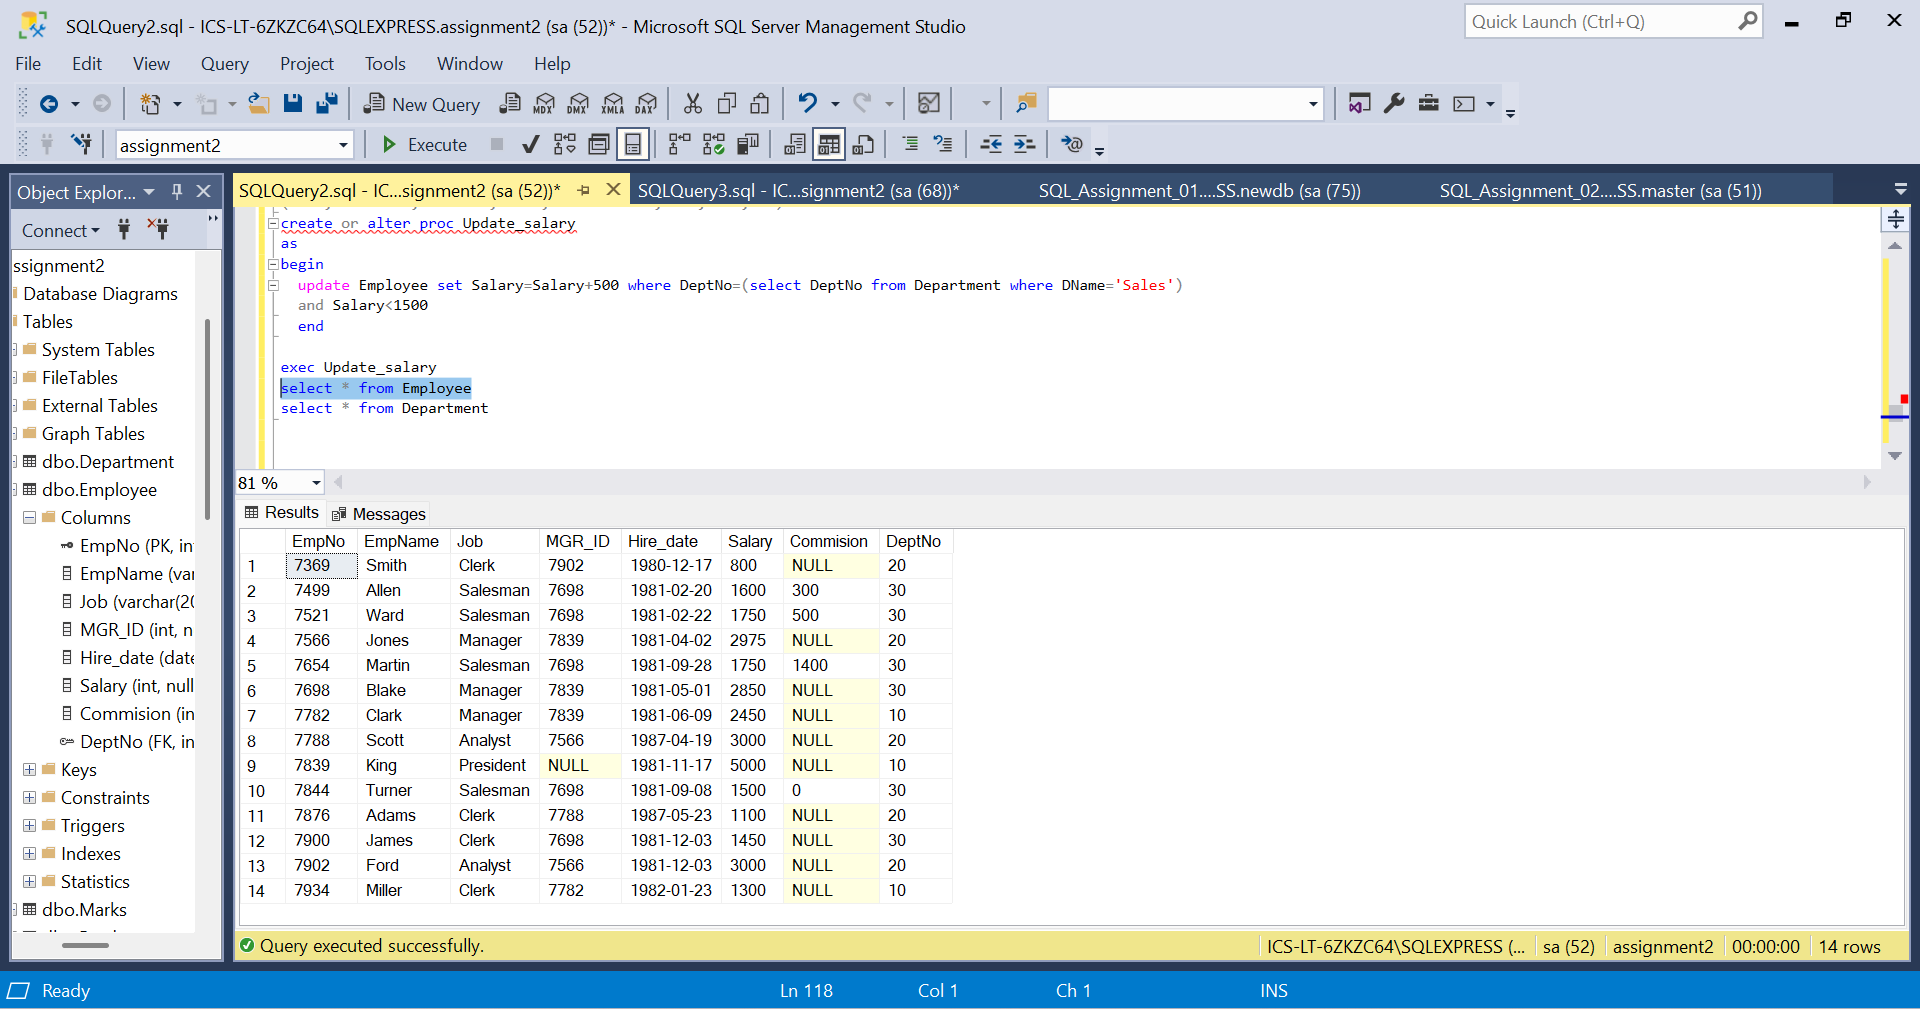 SQLQuery2.sql - ICS-LT-6ZKZC64\SQLEXPRESS.assignment2 (sa (52))* - Microsoft SQL Server Management Studio
Quick Launch (Ctrl+Q)
File Edit View Query Project Tools Window Help
New Query MDX DMX XMLA DAX
assignment2 Execute
Object Explor...
SQLQuery2.sql - IC...signment2 (sa (52))* SQLQuery3.sql - IC...signment2 (sa (68))* SQL_Assignment_01....SS.newdb (sa (75)) SQL_Assignment_02....SS.master (sa (51))
Connect
ssignment2
Database Diagrams
Tables
System Tables
FileTables
External Tables
Graph Tables
dbo.Department
dbo.Employee
Columns
EmpNo (PK, in
EmpName (var
Job (varchar(20
MGR_ID (int, n
Hire_date (date
Salary (int, null
Commision (in
DeptNo (FK, in
Keys
Constraints
Triggers
Indexes
Statistics
dbo.Marks
create or alter proc Update_salary
as
begin
update Employee set Salary=Salary+500 where DeptNo=(select DeptNo from Department where DName='Sales')
and Salary<1500
end
exec Update_salary
select * from Employee
select * from Department
81 %
Results Messages
EmpNo EmpName Job MGR_ID Hire_date Salary Commision DeptNo
1 7369 Smith Clerk 7902 1980-12-17 800 NULL 20
2 7499 Allen Salesman 7698 1981-02-20 1600 300 30
3 7521 Ward Salesman 7698 1981-02-22 1750 500 30
4 7566 Jones Manager 7839 1981-04-02 2975 NULL 20
5 7654 Martin Salesman 7698 1981-09-28 1750 1400 30
6 7698 Blake Manager 7839 1981-05-01 2850 NULL 30
7 7782 Clark Manager 7839 1981-06-09 2450 NULL 10
8 7788 Scott Analyst 7566 1987-04-19 3000 NULL 20
9 7839 King President NULL 1981-11-17 5000 NULL 10
10 7844 Turner Salesman 7698 1981-09-08 1500 0 30
11 7876 Adams Clerk 7788 1987-05-23 1100 NULL 20
12 7900 James Clerk 7698 1981-12-03 1450 NULL 30
13 7902 Ford Analyst 7566 1981-12-03 3000 NULL 20
14 7934 Miller Clerk 7782 1982-01-23 1300 NULL 10
Query executed successfully. ICS-LT-6ZKZC64\SQLEXPRESS (... sa (52) assignment2 00:00:00 14 rows
Ready Ln 118 Col 1 Ch 1 INS